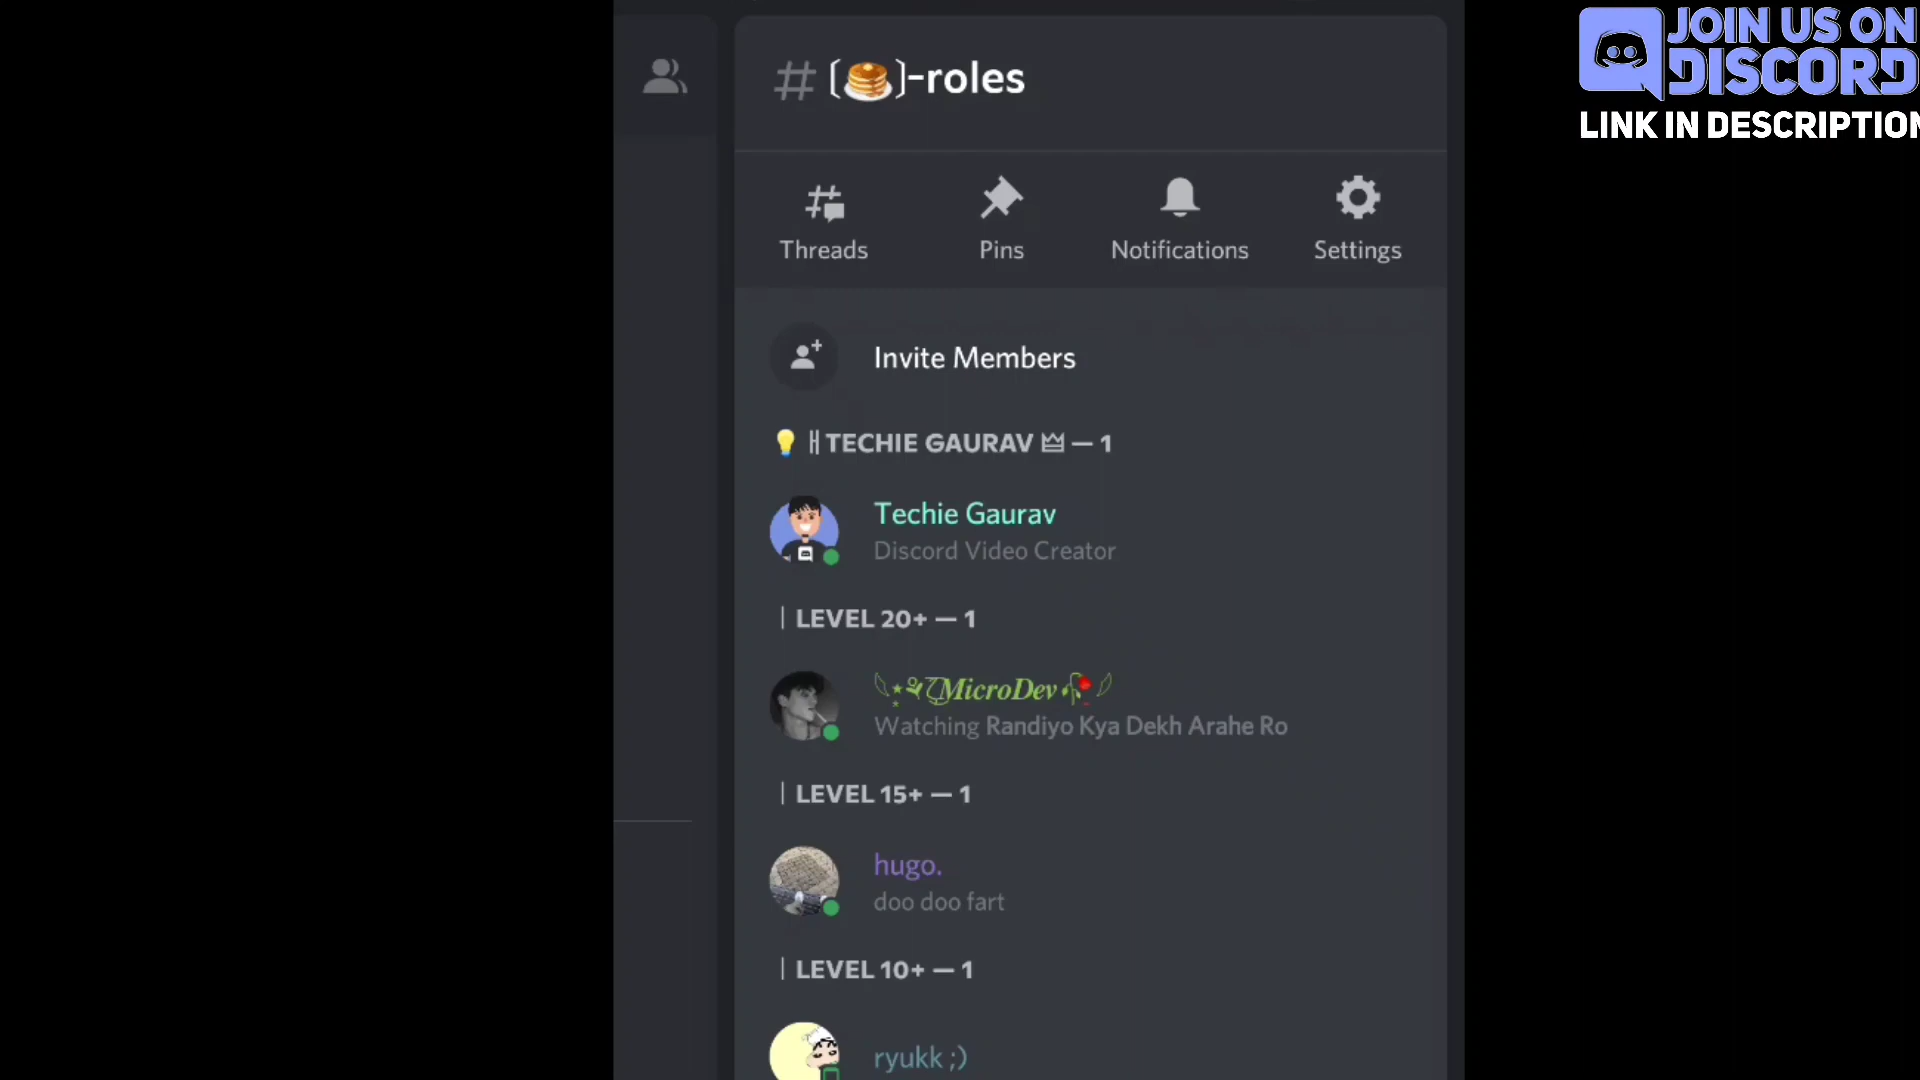 JOIN US ON
DISCORD
LINK IN DESCRIPTION
# [🥞]-roles
Threads
Pins
Notifications
Settings
Invite Members
💡 TECHIE GAURAV — 1
Techie Gaurav
Discord Video Creator
| LEVEL 20+ — 1
MicroDev
Watching Randiyo Kya Dekh Arahe Ro
| LEVEL 15+ — 1
hugo.
doo doo fart
| LEVEL 10+ — 1
ryukk ;)